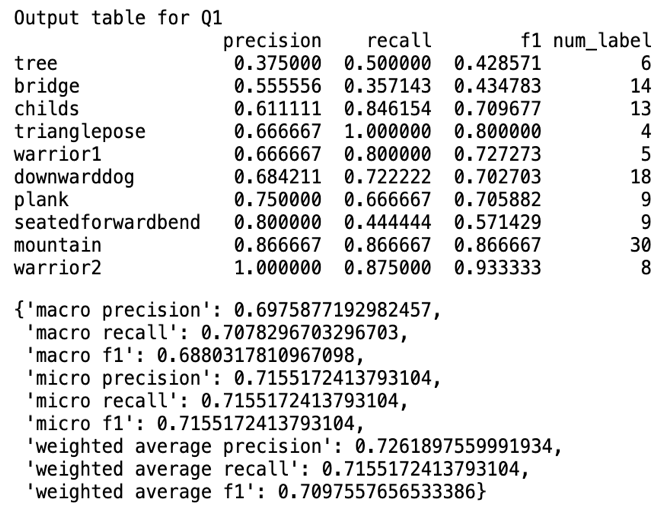 Output table for Q1
precision recall f1 num_label
tree 0.375000 0.500000 0.428571 6
bridge 0.555556 0.357143 0.434783 14
childs 0.611111 0.846154 0.709677 13
trianglepose 0.666667 1.000000 0.800000 4
warrior1 0.666667 0.800000 0.727273 5
downwarddog 0.684211 0.722222 0.702703 18
plank 0.750000 0.666667 0.705882 9
seatedforwardbend 0.800000 0.444444 0.571429 9
mountain 0.866667 0.866667 0.866667 30
warrior2 1.000000 0.875000 0.933333 8
{'macro precision': 0.6975877192982457,
'macro recall': 0.7078296703296703,
'macro f1': 0.6880317810967098,
'micro precision': 0.7155172413793104,
'micro recall': 0.7155172413793104,
'micro f1': 0.7155172413793104,
'weighted average precision': 0.7261897559991934,
'weighted average recall': 0.7155172413793104,
'weighted average f1': 0.7097557656533386}